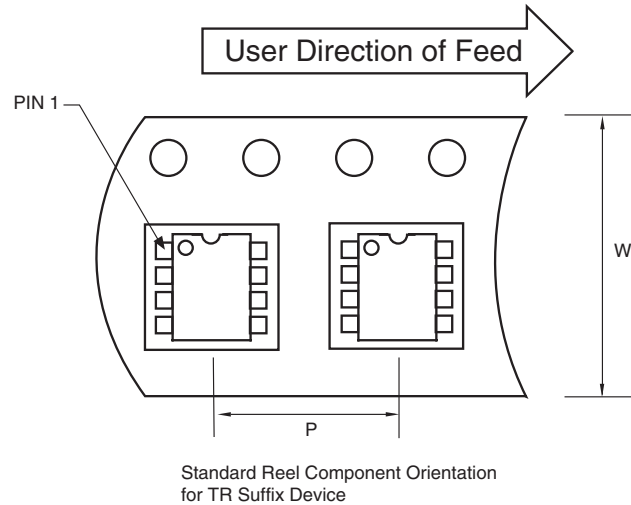 User Direction of Feed
PIN 1
W
P
Standard Reel Component Orientation
for TR Suffix Device